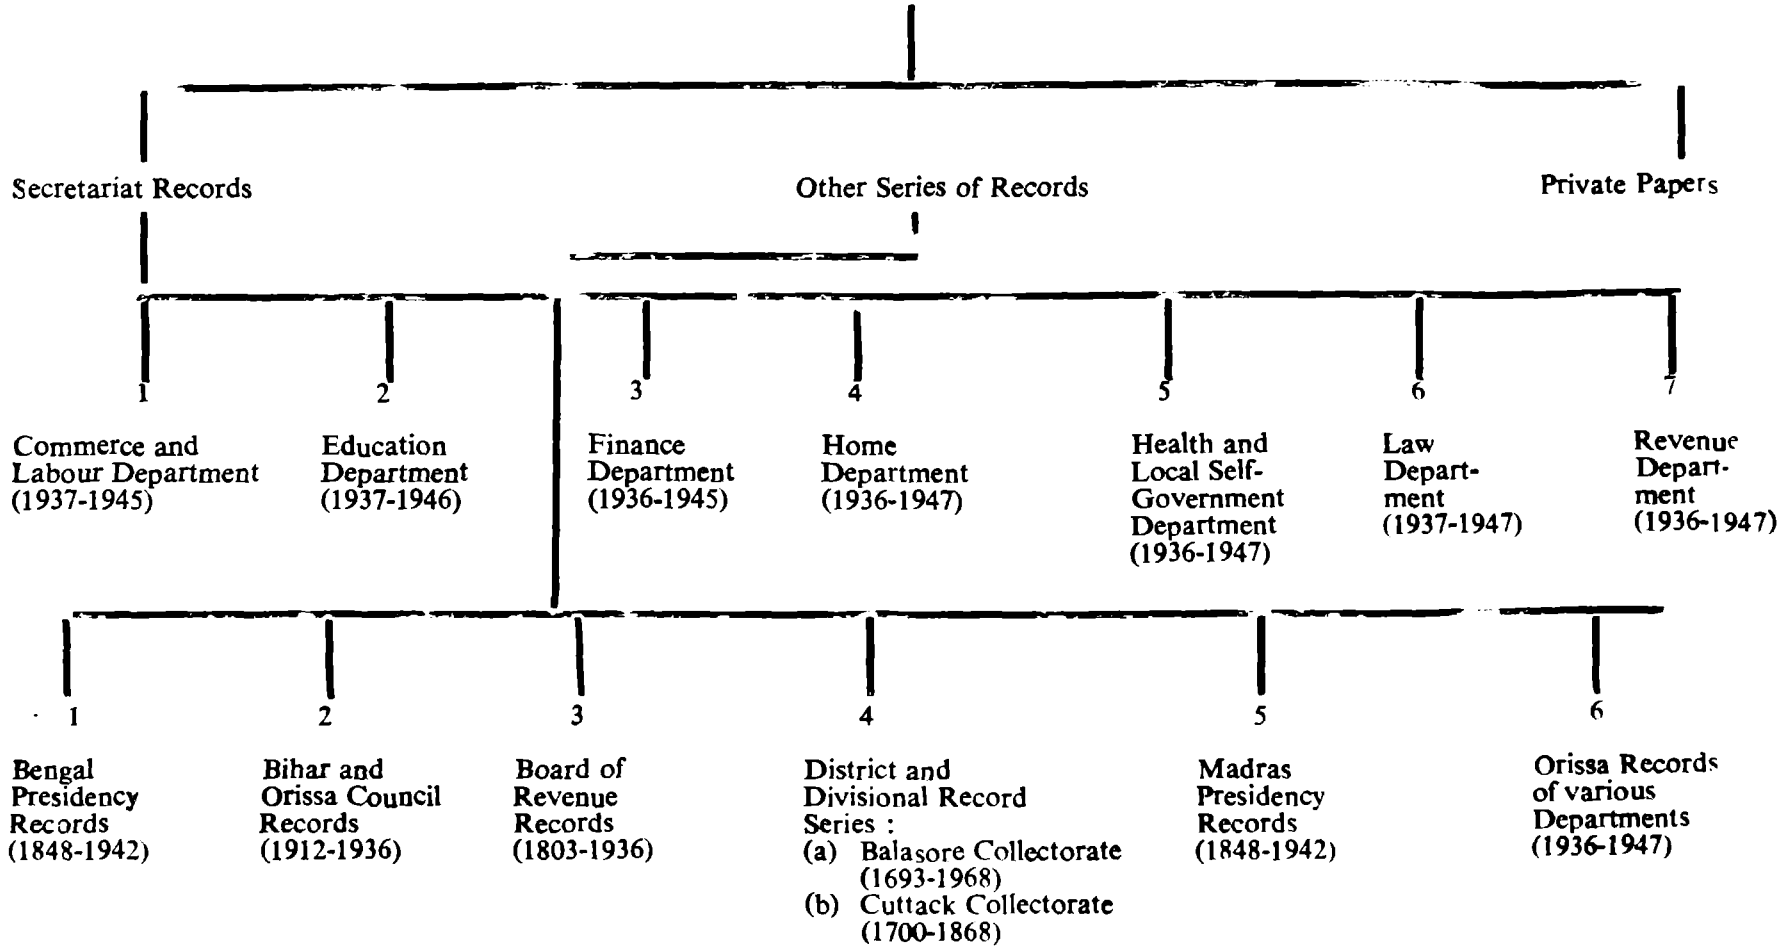 Secretariat Records
Other Series of Records
Private Papers
1
Commerce and
Labour Department
(1937-1945)
2
Education
Department
(1937-1946)
3
Finance
Department
(1936-1945)
4
Home
Department
(1936-1947)
5
Health and
Local Self-
Government
Department
(1936-1947)
6
Law
Depart-
ment
(1937-1947)
7
Revenue
Depart-
ment
(1936-1947)
1
Bengal
Presidency
Records
(1848-1942)
2
Bihar and
Orissa Council
Records
(1912-1936)
3
Board of
Revenue
Records
(1803-1936)
4
District and
Divisional Record
Series :
(a) Balasore Collectorate
(1693-1968)
(b) Cuttack Collectorate
(1700-1868)
5
Madras
Presidency
Records
(1848-1942)
6
Orissa Records
of various
Departments
(1936-1947)